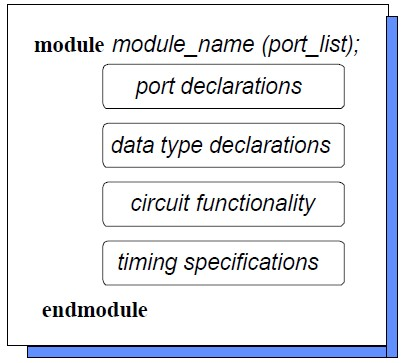 module module_name (port_list);
port declarations
data type declarations
circuit functionality
timing specifications
endmodule